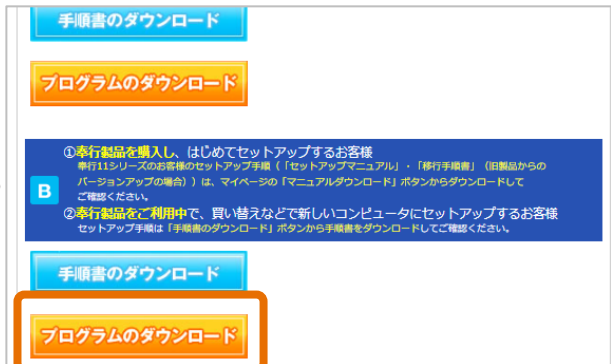 手順書のダウンロード
プログラムのダウンロード
①奉行製品を購入し、はじめてセットアップするお客様
奉行11シリーズのお客様のセットアップ手順（「セットアップマニュアル」・「移行手順書」（旧製品からの
バージョンアップの場合））は、マイページの「マニュアルダウンロード」ボタンからダウンロードして
B
ご確認ください。
②奉行製品をご利用中で、買い替えなどで新しいコンピュータにセットアップするお客様
セットアップ手順は「手順書のダウンロード」ボタンから手順書をダウンロードしてご確認ください。
手順書のダウンロード
プログラムのダウンロード